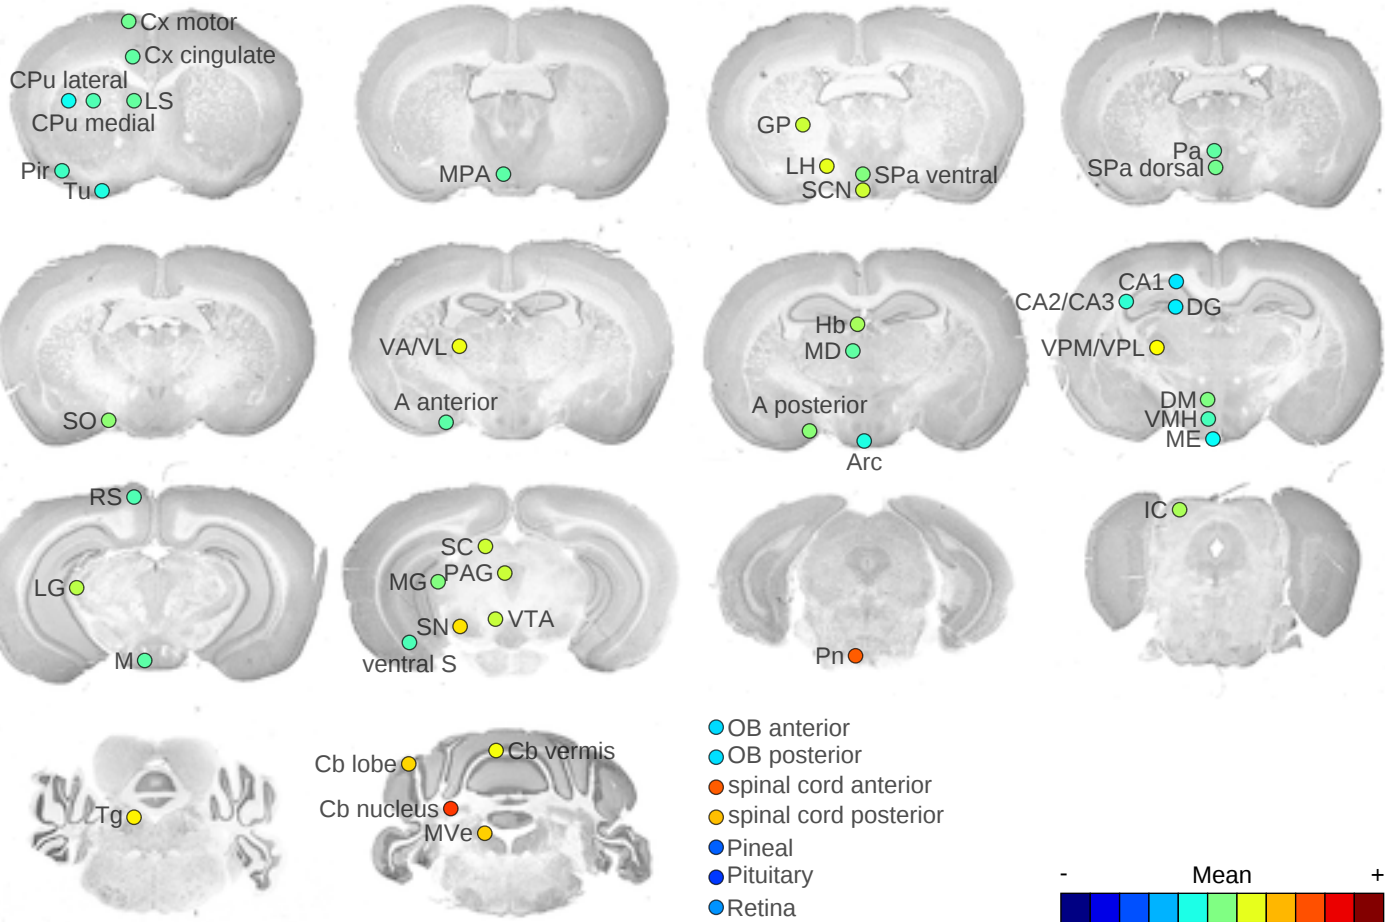 Cx motor
Cx cingulate
CPu lateral
LS
CPu medial
Pir
Tu
MPA
GP
LH
SPa ventral
SCN
Pa
SPa dorsal
SO
VA/VL
A anterior
Hb
MD
A posterior
Arc
CA1
CA2/CA3
DG
VPM/VPL
DM
VMH
ME
RS
LG
M
SC
MG
PAG
SN
VTA
ventral S
Pn
IC
Tg
Cb lobe
Cb vermis
Cb nucleus
MVe
OB anterior
OB posterior
spinal cord anterior
spinal cord posterior
Pineal
Pituitary
Retina
- Mean +